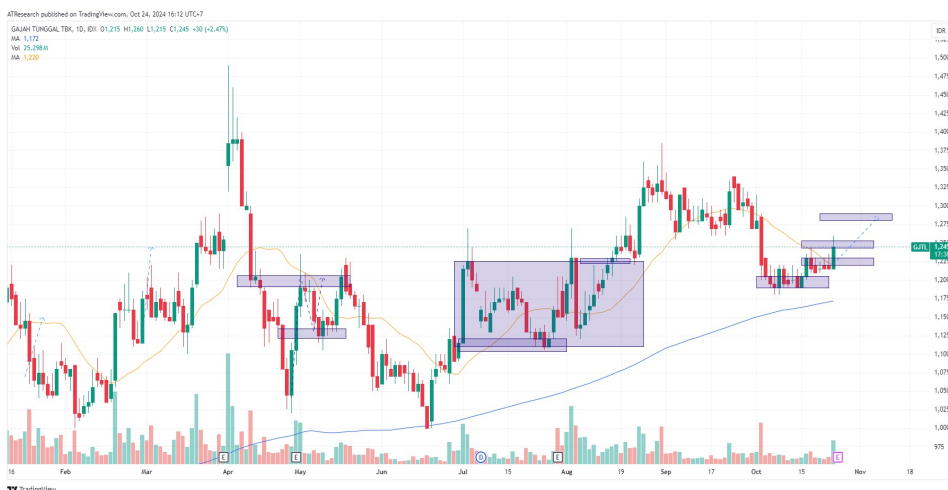 ATResearch published on TradingView.com, Oct 24, 2024 16:12 UTC+7
GAJAH TUNGGAL TBK, 1D, IDX O1,215 H1,260 L1,215 C1,245 +30 (+2.47%)
MA 1,172
Vol 25.298M
MA 1,220
IDR
1,500
1,475
1,450
1,425
1,400
1,375
1,350
1,325
1,300
1,275
GJTL 1,245
1,225
1,200
1,175
1,150
1,125
1,100
1,075
1,050
1,025
1,000
975
E E D E E
16 Feb Mar Apr May Jun Jul 15 Aug 19 Sep Oct 15 Nov 18
TradingView